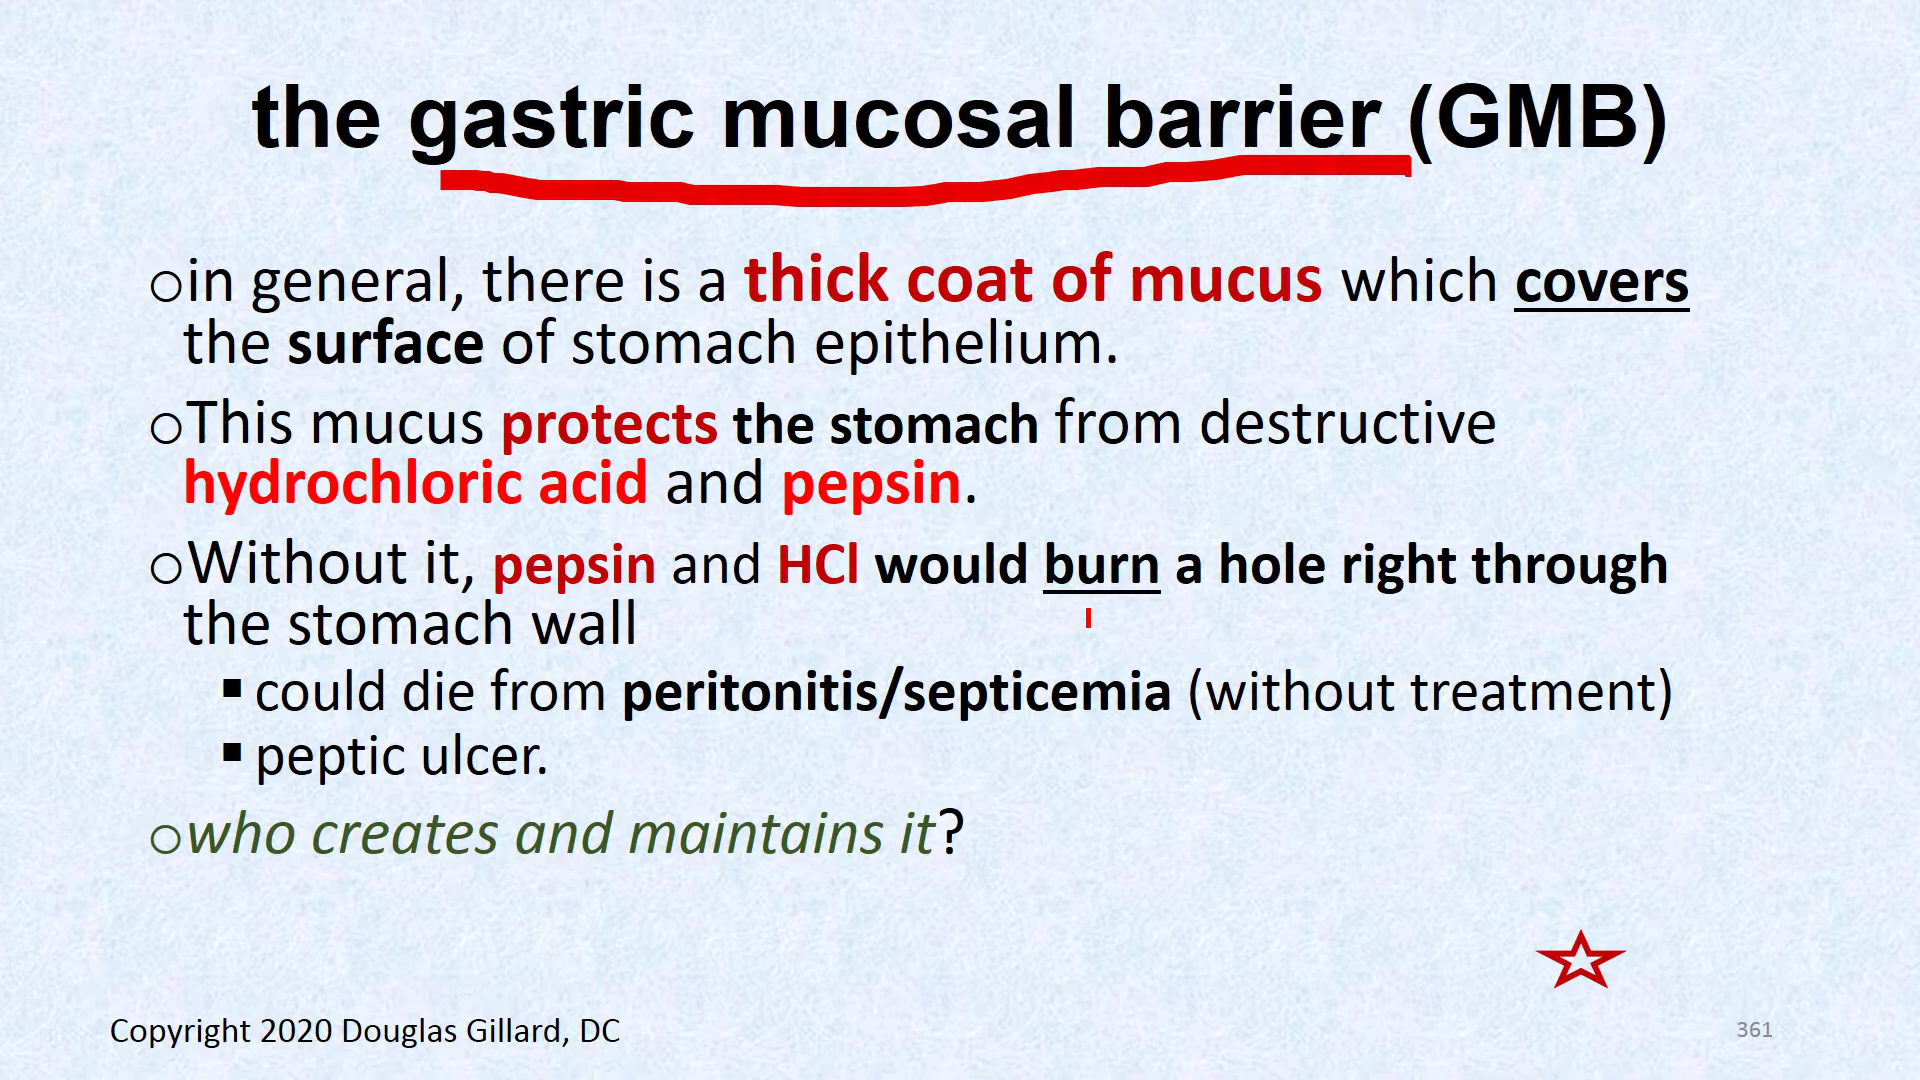 the gastric mucosal barrier (GMB)
○in general, there is a thick coat of mucus which covers
the surface of stomach epithelium.
○This mucus protects the stomach from destructive
hydrochloric acid and pepsin.
○Without it, pepsin and HCl would burn a hole right through
the stomach wall
▪ could die from peritonitis/septicemia (without treatment)
▪ peptic ulcer.
○who creates and maintains it?
Copyright 2020 Douglas Gillard, DC
361